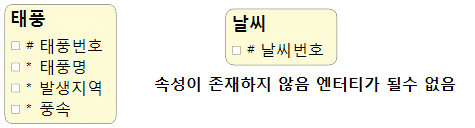 태풍
# 태풍번호
* 태풍명
* 발생지역
* 풍속
날씨
# 날씨번호
속성이 존재하지 않음 엔터티가 될수 없음